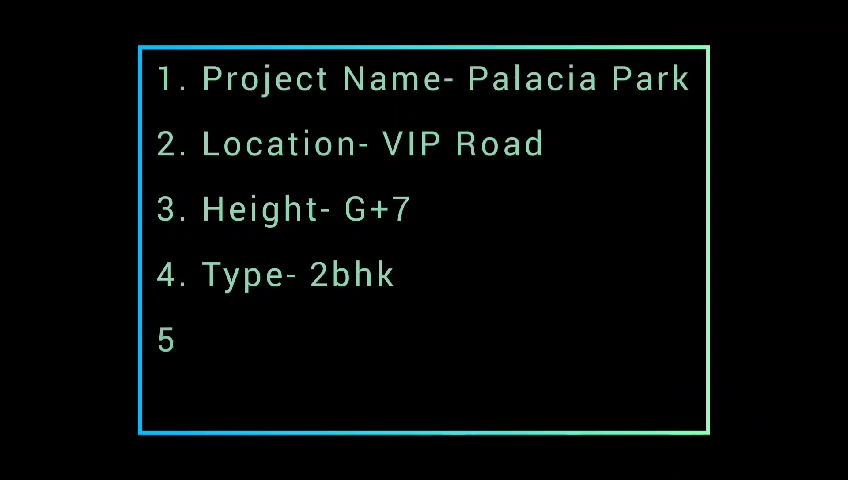 1. Project Name- Palacia Park
2. Location- VIP Road
3. Height- G+7
4. Type- 2bhk
5